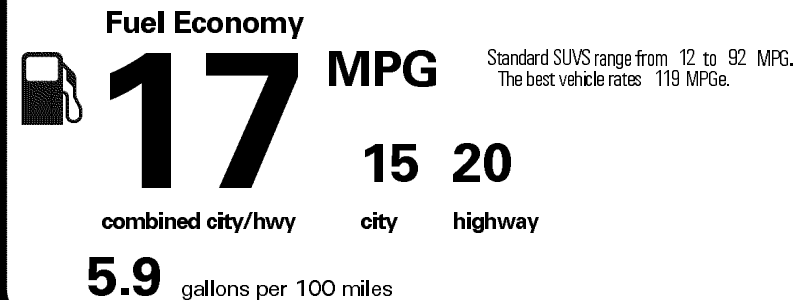 Fuel Economy
17 MPG
Standard SUVS range from 12 to 92 MPG.
The best vehicle rates 119 MPGe.
15 20
combined city/hwy city highway
5.9 gallons per 100 miles